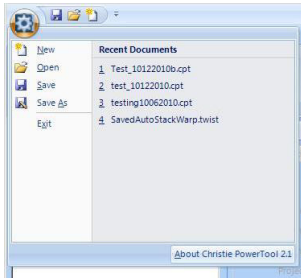 New
Open
Save
Save As
Exit
Recent Documents
1 Test_10122010b.cpt
2 test_10122010.cpt
3 testing10062010.cpt
4 SavedAutoStackWarp.twist
About Christie PowerTool 2.1